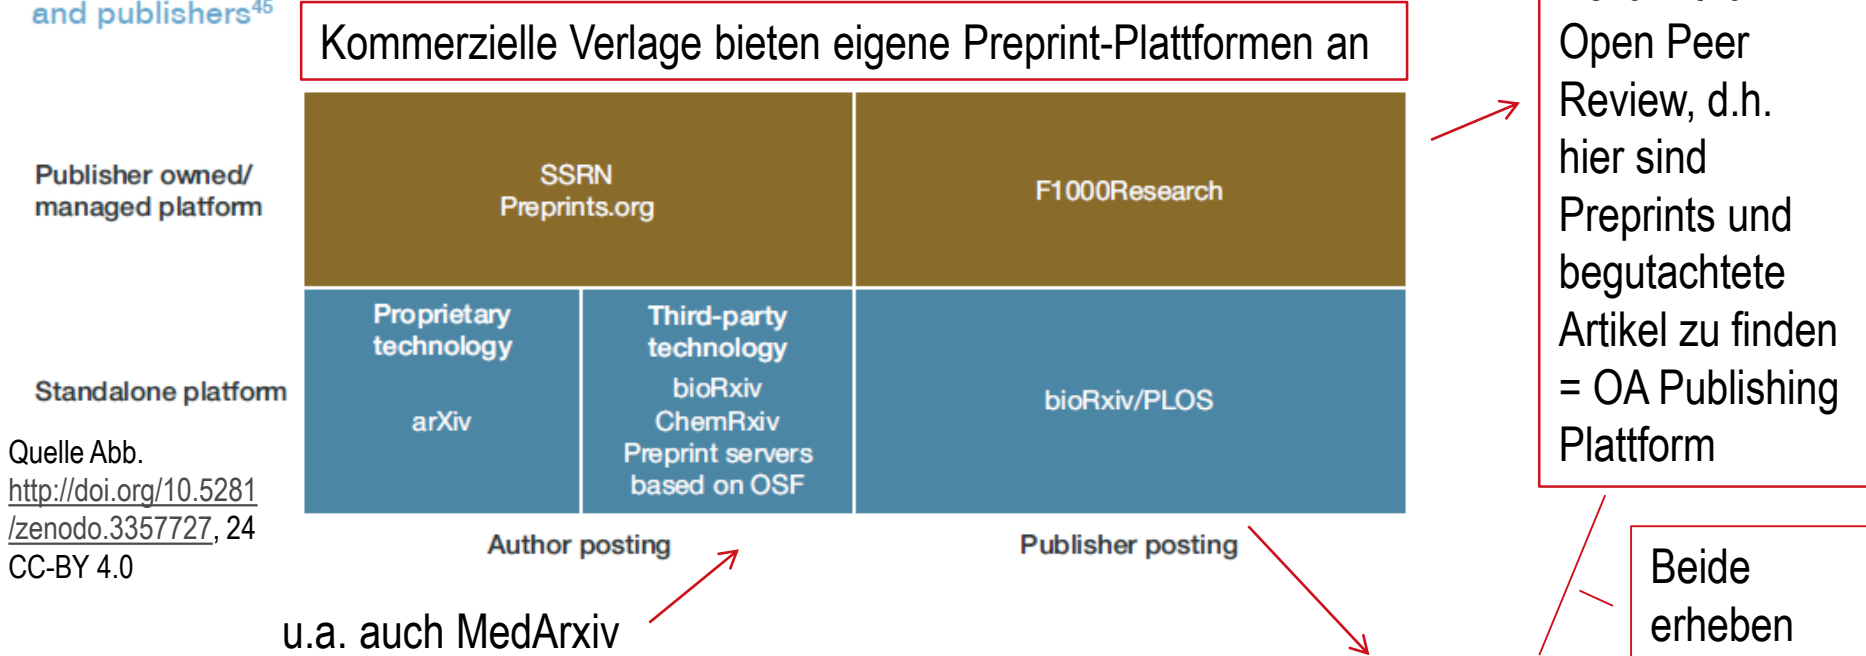 and publishers⁴⁵
Kommerzielle Verlage bieten eigene Preprint-Plattformen an
Publisher owned/
managed platform
SSRN
Preprints.org
F1000Research
Standalone platform
Proprietary
technology
arXiv
Third-party
technology
bioRxiv
ChemRxiv
Preprint servers
based on OSF
bioRxiv/PLOS
Author posting
Publisher posting
Quelle Abb.
http://doi.org/10.5281
/zenodo.3357727, 24
CC-BY 4.0
u.a. auch MedArxiv
Open Peer
Review, d.h.
hier sind
Preprints und
begutachtete
Artikel zu finden
= OA Publishing
Plattform
Beide
erheben